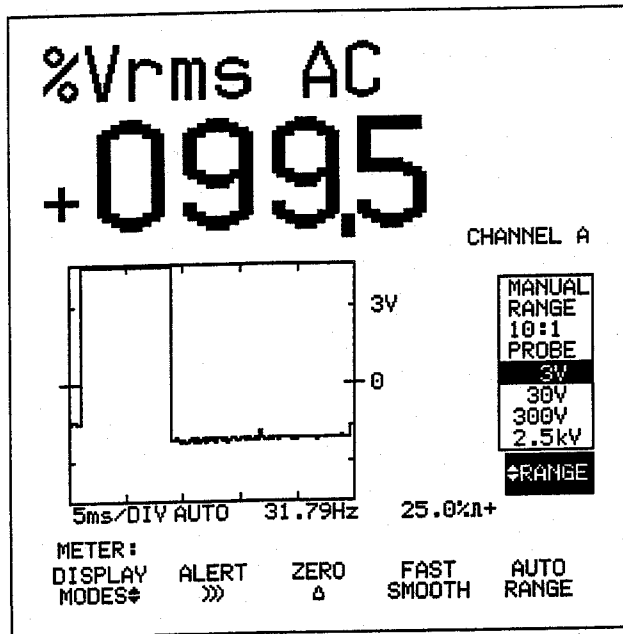 %Vrms AC
+099.5
CHANNEL A
3V
0
MANUAL
RANGE
10:1
PROBE
3V
30V
300V
2.5kV
⬍RANGE
5ms/DIV AUTO 31.79Hz 25.0%⎍+
METER:
DISPLAY
MODES⬍
ALERT
⟩⟩⟩
ZERO
△
FAST
SMOOTH
AUTO
RANGE